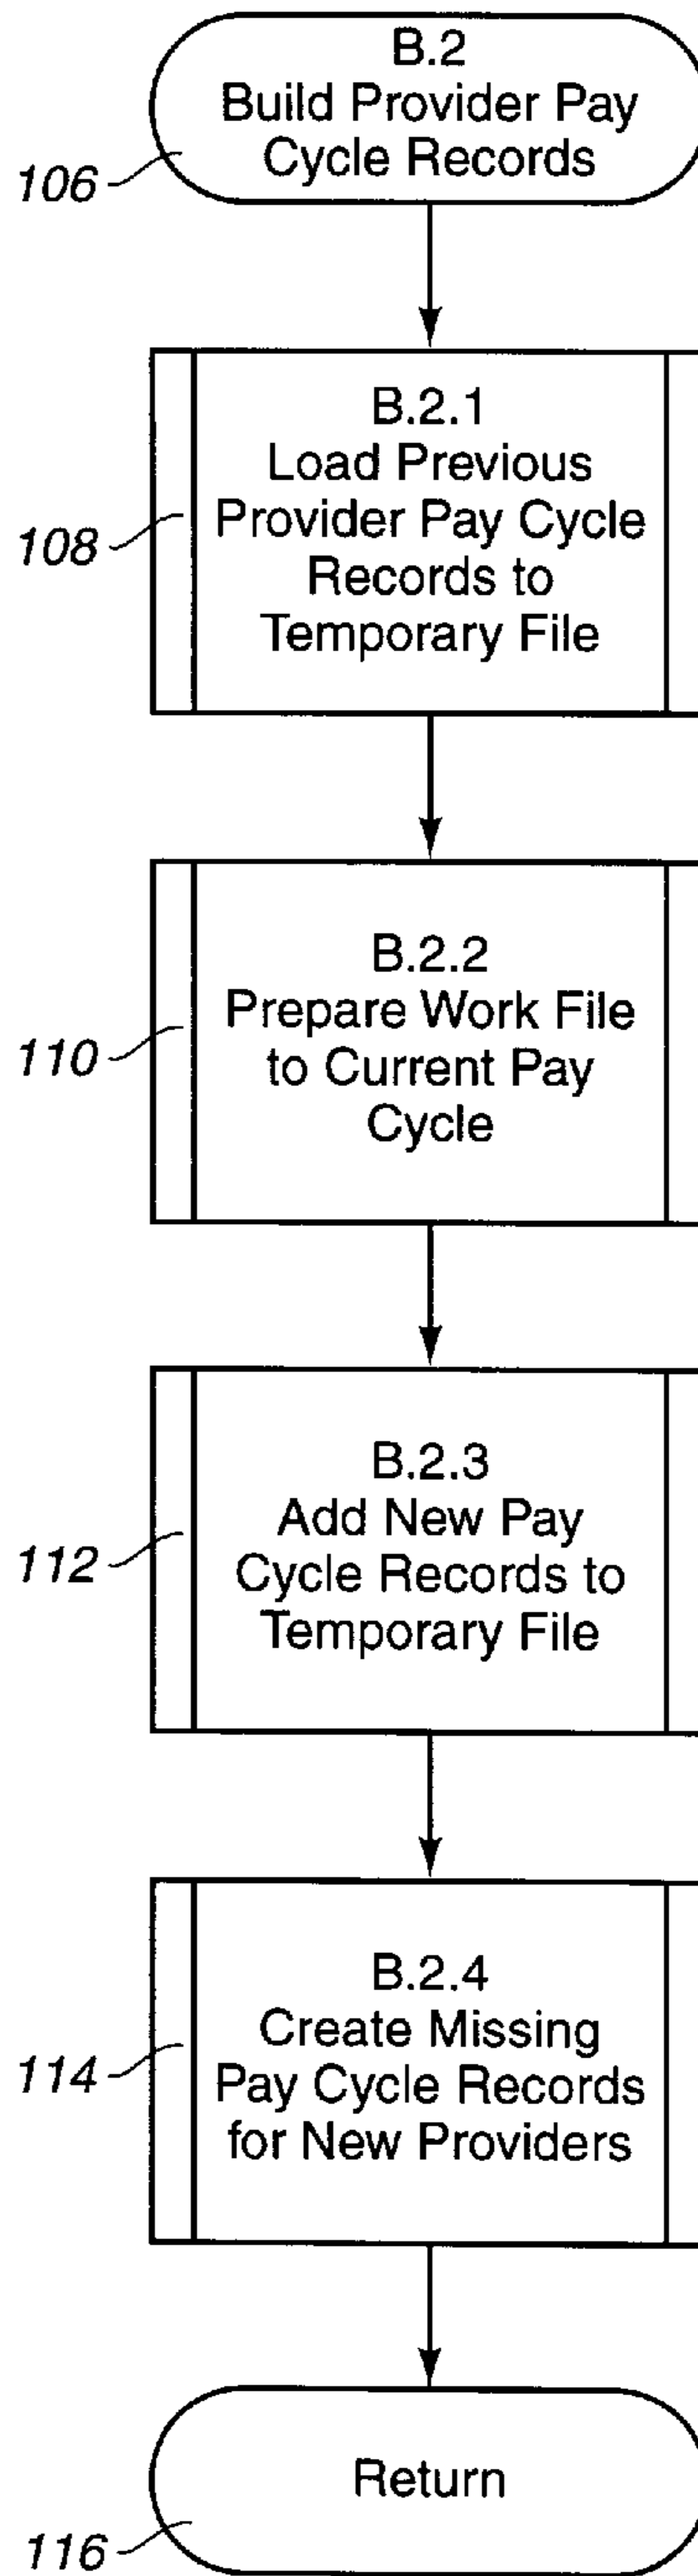 B.2
Build Provider Pay
Cycle Records
106
B.2.1
Load Previous
Provider Pay Cycle
Records to
Temporary File
108
B.2.2
Prepare Work File
to Current Pay
Cycle
110
B.2.3
Add New Pay
Cycle Records to
Temporary File
112
B.2.4
Create Missing
Pay Cycle Records
for New Providers
114
Return
116